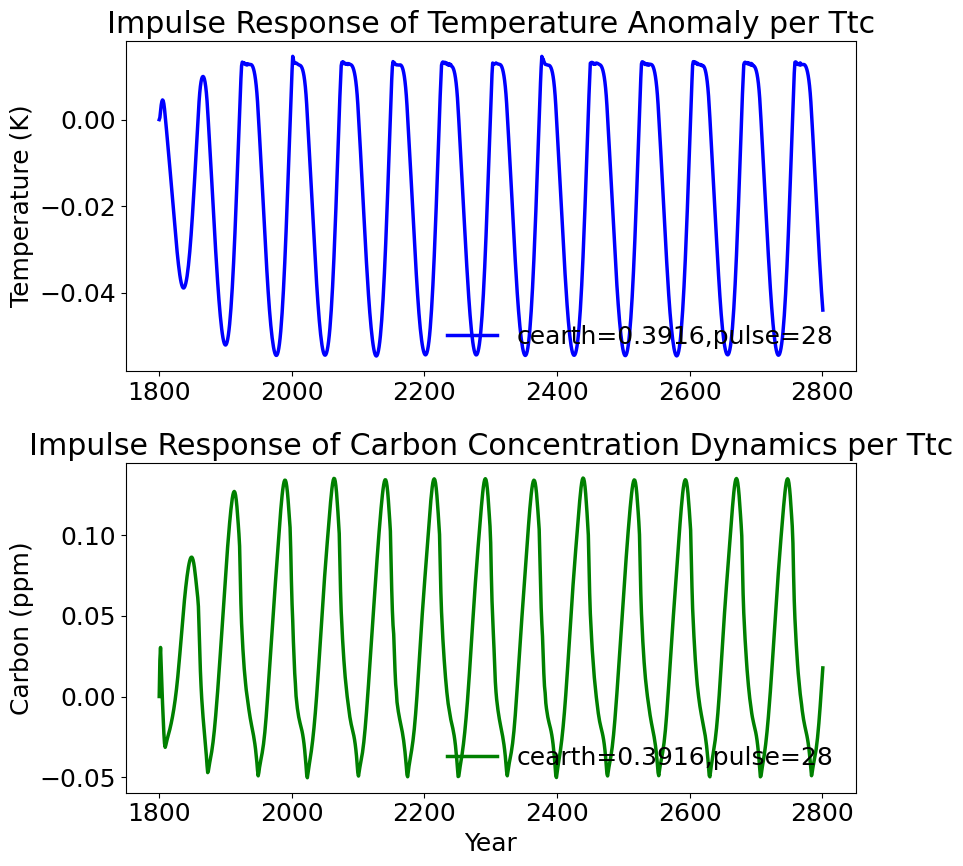 Impulse Response of Temperature Anomaly per Ttc
Temperature (K)
0.00
−0.02
−0.04
cearth=0.3916,pulse=28
1800 2000 2200 2400 2600 2800
Impulse Response of Carbon Concentration Dynamics per Ttc
Carbon (ppm)
0.10
0.05
0.00
−0.05
cearth=0.3916,pulse=28
1800 2000 2200 2400 2600 2800
Year